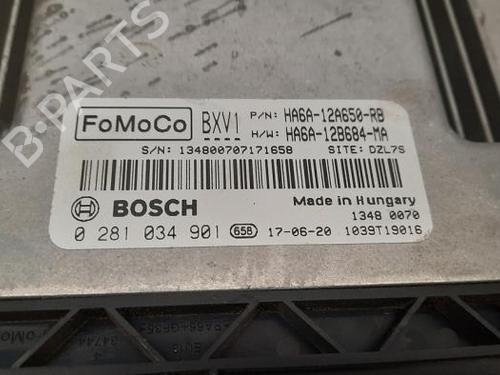 FoMoCo BXV1 P/N: HA6A-12A650-RB
H/W: HA6A-12B684-MA
S/N: 134800707171658 SITE: DZL7S
BOSCH Made in Hungary
1348 0070
0 281 034 901 658 17-06-20 1039T19016
B-Parts
34744